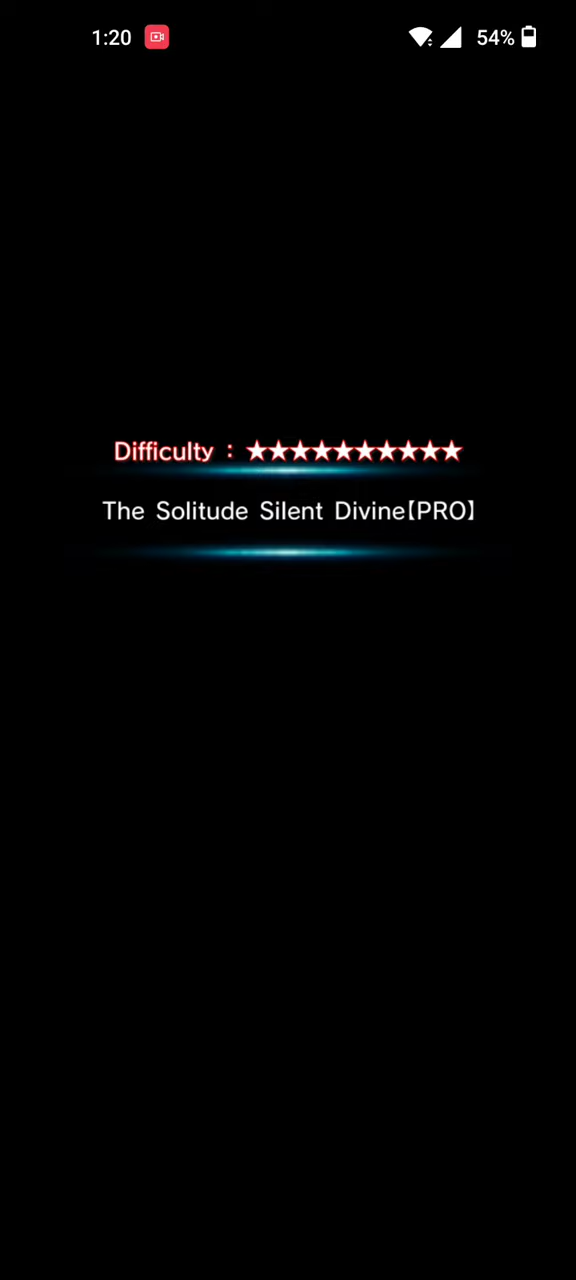 1:20 54%
Difficulty : ★★★★★★★★★★
The Solitude Silent Divine【PRO】